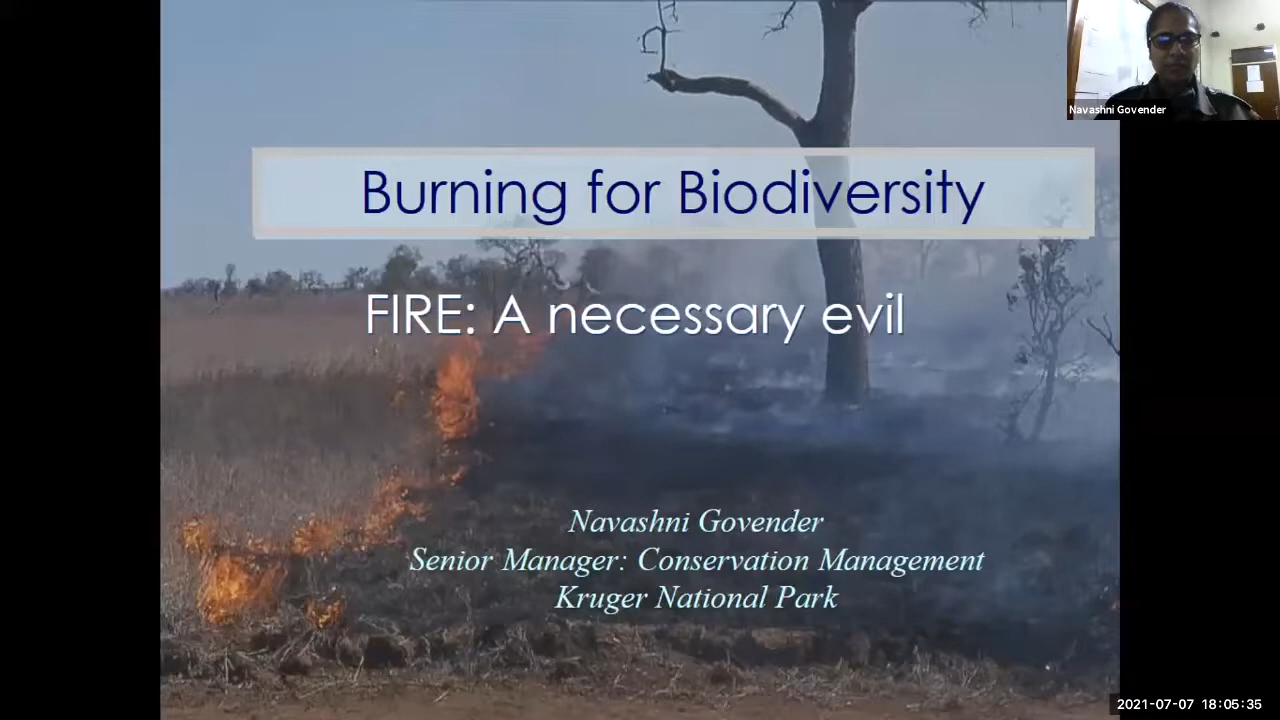 Navashni Govender
Burning for Biodiversity
FIRE: A necessary evil
Navashni Govender
Senior Manager: Conservation Management
Kruger National Park
2021-07-07 18:05:35